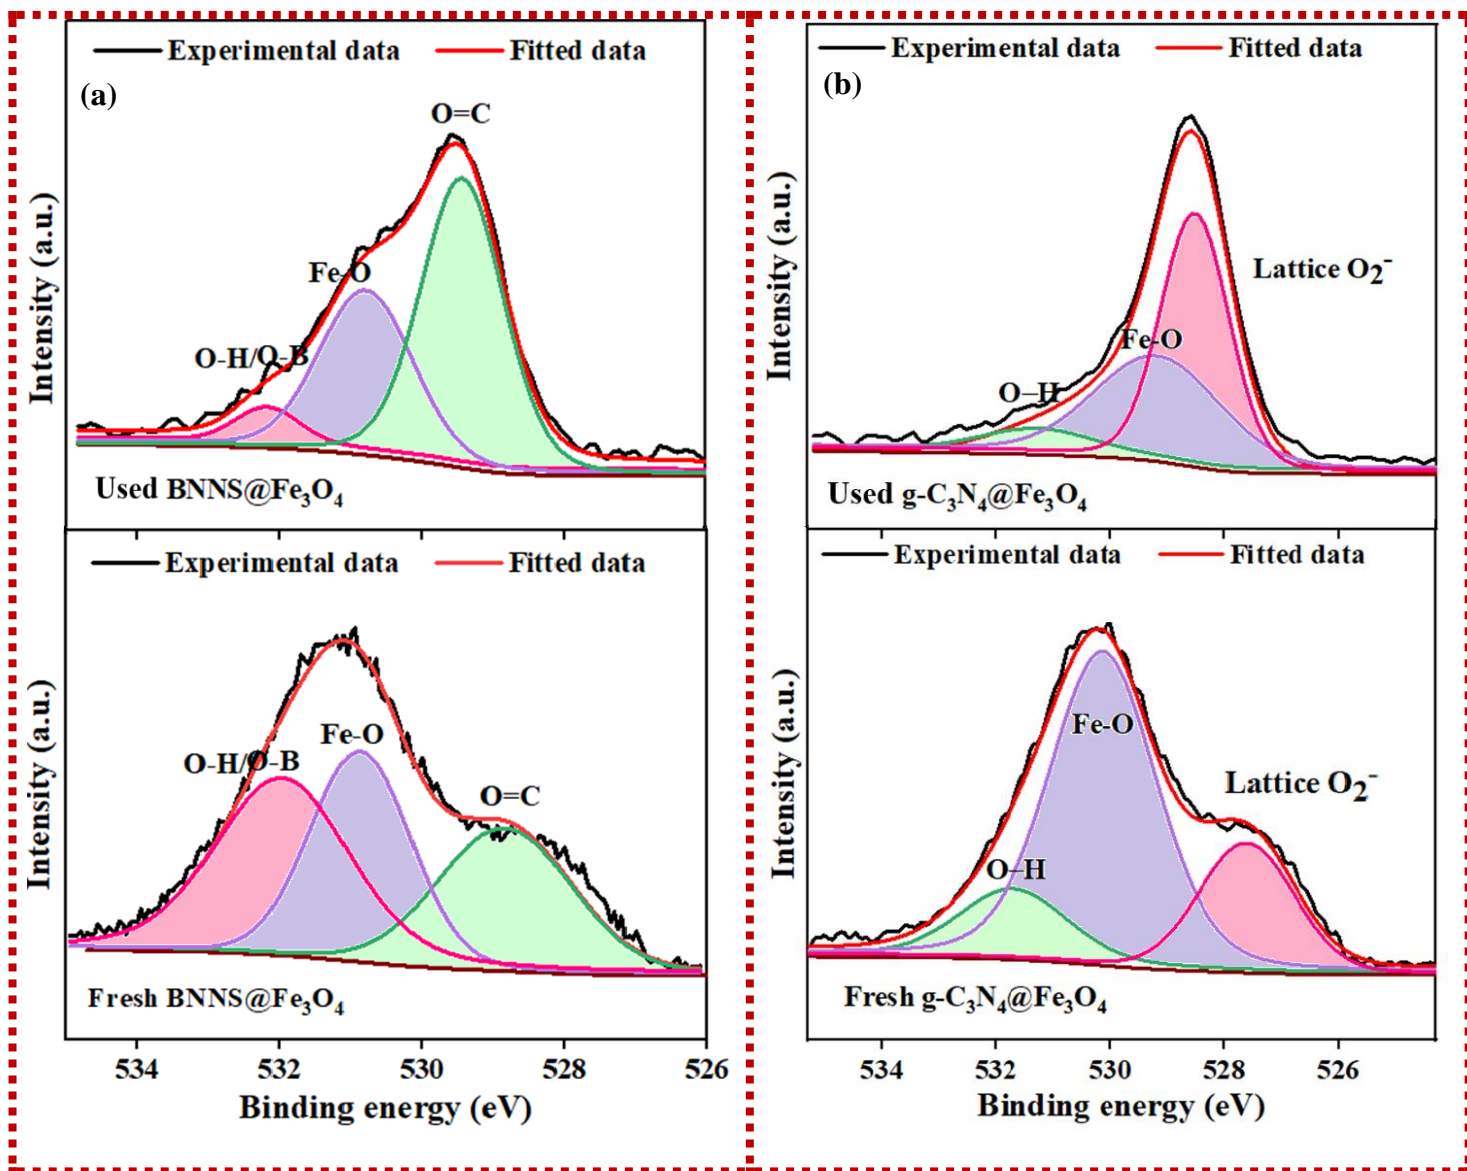 Experimental data Fitted data
(a)
O=C
Fe-O
O-H/O-B
Used BNNS@Fe₃O₄
Intensity (a.u.)
Experimental data Fitted data
Fe-O
O-H/O-B
O=C
Fresh BNNS@Fe₃O₄
Intensity (a.u.)
534 532 530 528 526
Binding energy (eV)
Experimental data Fitted data
(b)
Lattice O₂⁻
Fe-O
O–H
Used g-C₃N₄@Fe₃O₄
Intensity (a.u.)
Experimental data Fitted data
Fe-O
Lattice O₂⁻
O–H
Fresh g-C₃N₄@Fe₃O₄
Intensity (a.u.)
534 532 530 528 526
Binding energy (eV)